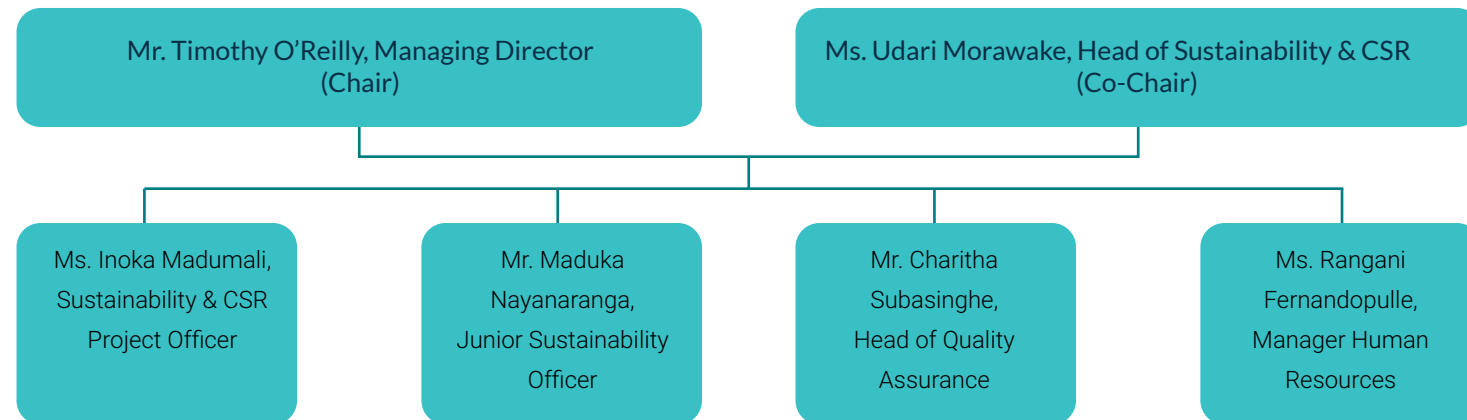 Mr. Timothy O’Reilly, Managing Director
(Chair)
Ms. Udari Morawake, Head of Sustainability & CSR
(Co-Chair)
Ms. Inoka Madumali,
Sustainability & CSR
Project Officer
Mr. Maduka
Nayanaranga,
Junior Sustainability
Officer
Mr. Charitha
Subasinghe,
Head of Quality
Assurance
Ms. Rangani
Fernandopulle,
Manager Human
Resources